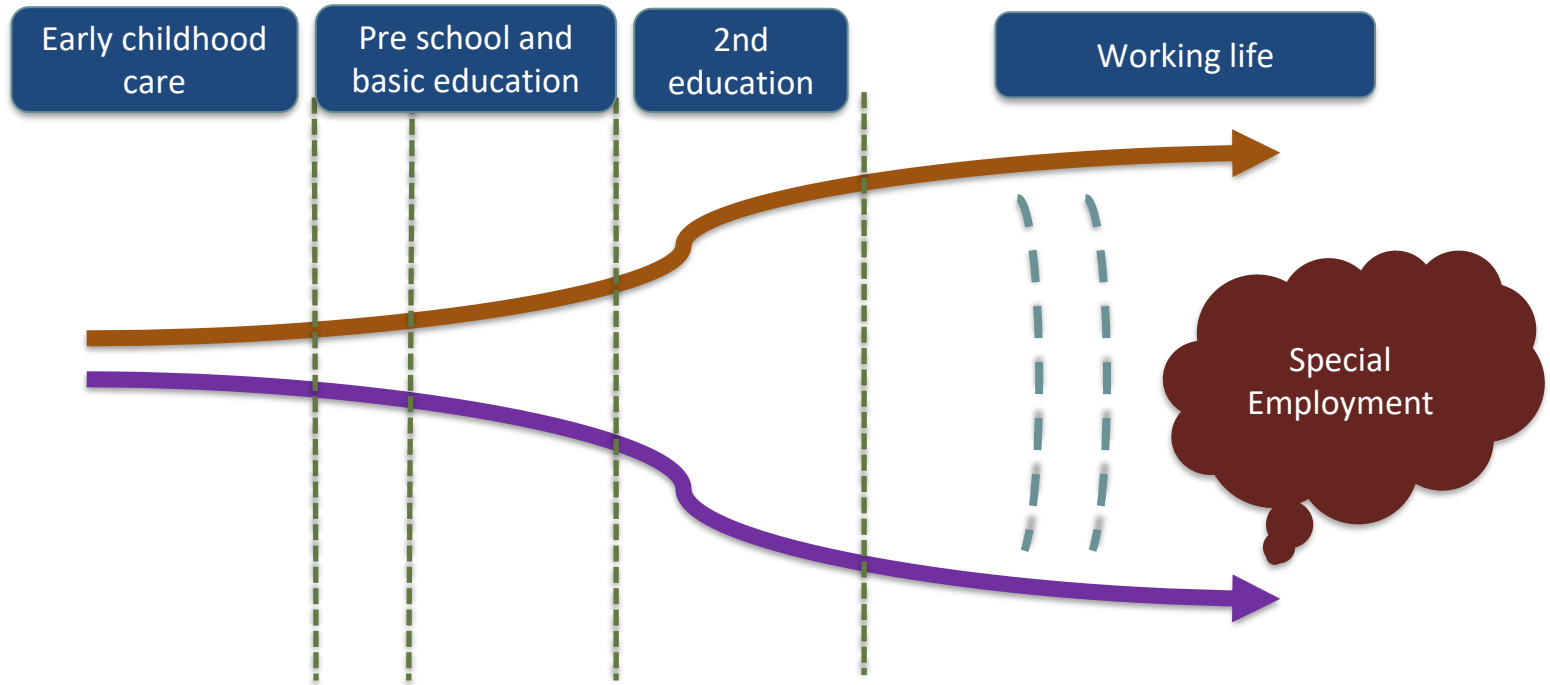 Early childhood
care
Pre school and
basic education
2nd
education
Working life
Special
Employment